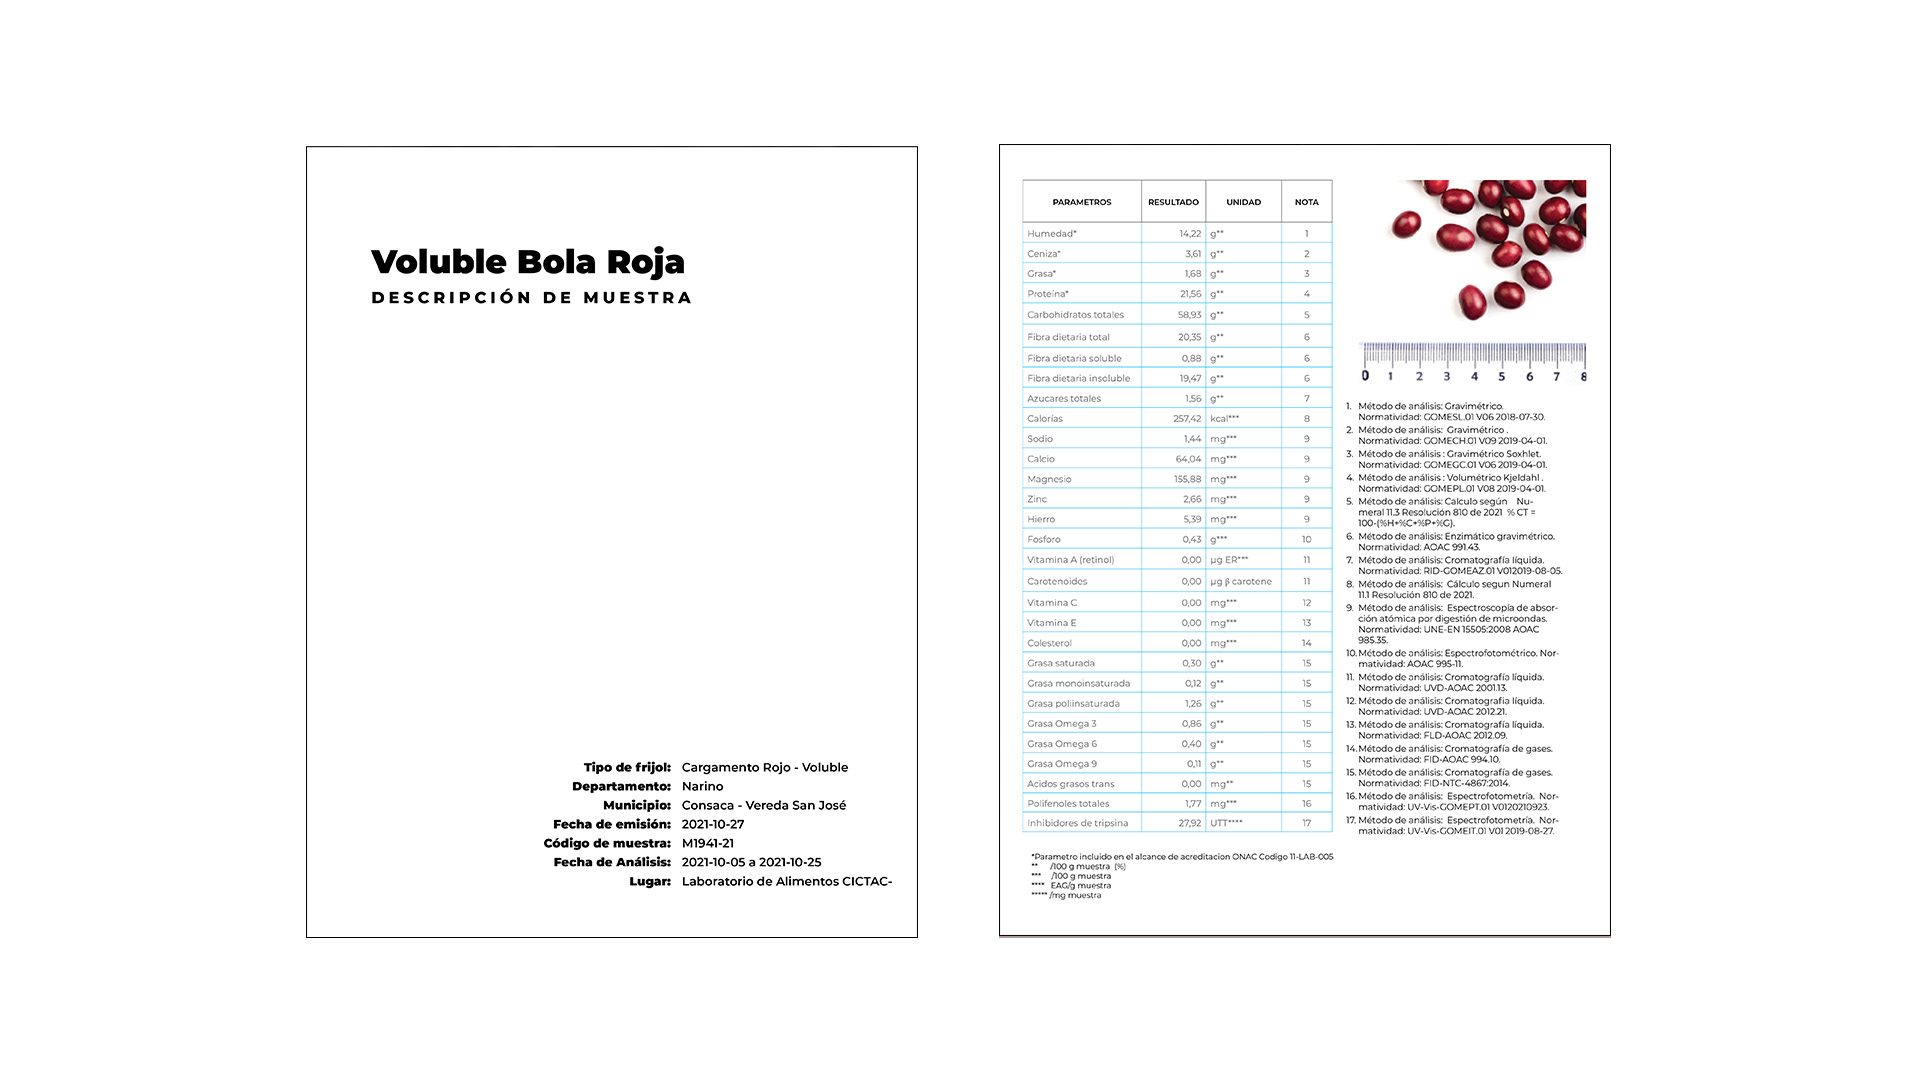 Voluble Bola Roja
DESCRIPCIÓN DE MUESTRA
Tipo de frijol: Cargamento Rojo - Voluble
Departamento: Narino
Municipio: Consaca - Vereda San José
Fecha de emisión: 2021-10-27
Código de muestra: M1941-21
Fecha de Análisis: 2021-10-05 a 2021-10-25
Lugar: Laboratorio de Alimentos CICTAC-
PARAMETROS RESULTADO UNIDAD NOTA
Humedad* 14,22 g** 1
Ceniza* 3,61 g** 2
Grasa* 1,68 g** 3
Proteína* 21,56 g** 4
Carbohidratos totales 58,93 g** 5
Fibra dietaria total 20,35 g** 6
Fibra dietaria soluble 0,88 g** 6
Fibra dietaria insoluble 19,47 g** 6
Azucares totales 1,56 g** 7
Calorías 257,42 kcal*** 8
Sodio 1,44 mg*** 9
Calcio 64,04 mg*** 9
Magnesio 155,88 mg*** 9
Zinc 2,66 mg*** 9
Hierro 5,39 mg*** 9
Fosforo 0,43 g*** 10
Vitamina A (retinol) 0,00 µg ER*** 11
Carotenoides 0,00 µg β carotene 11
Vitamina C 0,00 mg*** 12
Vitamina E 0,00 mg*** 13
Colesterol 0,00 mg*** 14
Grasa saturada 0,30 g** 15
Grasa monoinsaturada 0,12 g** 15
Grasa poliinsaturada 1,26 g** 15
Grasa Omega 3 0,86 g** 15
Grasa Omega 6 0,40 g** 15
Grasa Omega 9 0,11 g** 15
Acidos grasos trans 0,00 mg** 15
Polifenoles totales 1,77 mg*** 16
Inhibidores de tripsina 27,92 UTT**** 17
*Parametro incluido en el alcance de acreditacion ONAC Codigo 11-LAB-005
** /100 g muestra (%)
*** /100 g muestra
**** EAG/g muestra
***** /mg muestra
0 1 2 3 4 5 6 7 8
1. Método de análisis: Gravimétrico.
Normatividad: GOMESL.01 V06 2018-07-30.
2. Método de análisis: Gravimétrico .
Normatividad: GOMECH.01 V09 2019-04-01.
3. Método de análisis : Gravimétrico Soxhlet.
Normatividad: GOMEGC.01 V06 2019-04-01.
4. Método de análisis : Volumétrico Kjeldahl .
Normatividad: GOMEPL.01 V08 2019-04-01.
5. Método de análisis: Calculo según Nu-
meral 11.3 Resolución 810 de 2021 % CT =
100-(%H+%C+%P+%G).
6. Método de análisis: Enzimático gravimétrico.
Normatividad: AOAC 991.43.
7. Método de análisis: Cromatografía líquida.
Normatividad: RID-GOMEAZ.01 V012019-08-05.
8. Método de análisis: Cálculo segun Numeral
11.1 Resolución 810 de 2021.
9. Método de análisis: Espectroscopía de absor-
ción atómica por digestión de microondas.
Normatividad: UNE-EN 15505:2008 AOAC
985.35.
10. Método de análisis: Espectrofotométrico. Nor-
matividad: AOAC 995-11.
11. Método de análisis: Cromatografía líquida.
Normatividad: UVD-AOAC 2001.13.
12. Método de análisis: Cromatografía líquida.
Normatividad: UVD-AOAC 2012.21.
13. Método de análisis: Cromatografía líquida.
Normatividad: FLD-AOAC 2012.09.
14. Método de análisis: Cromatografía de gases.
Normatividad: FID-AOAC 994.10.
15. Método de análisis: Cromatografía de gases.
Normatividad: FID-NTC-4867:2014.
16. Método de análisis: Espectrofotometría. Nor-
matividad: UV-Vis-GOMEPT.01 V0120210923.
17. Método de análisis: Espectrofotometría. Nor-
matividad: UV-Vis-GOMEIT.01 V01 2019-08-27.